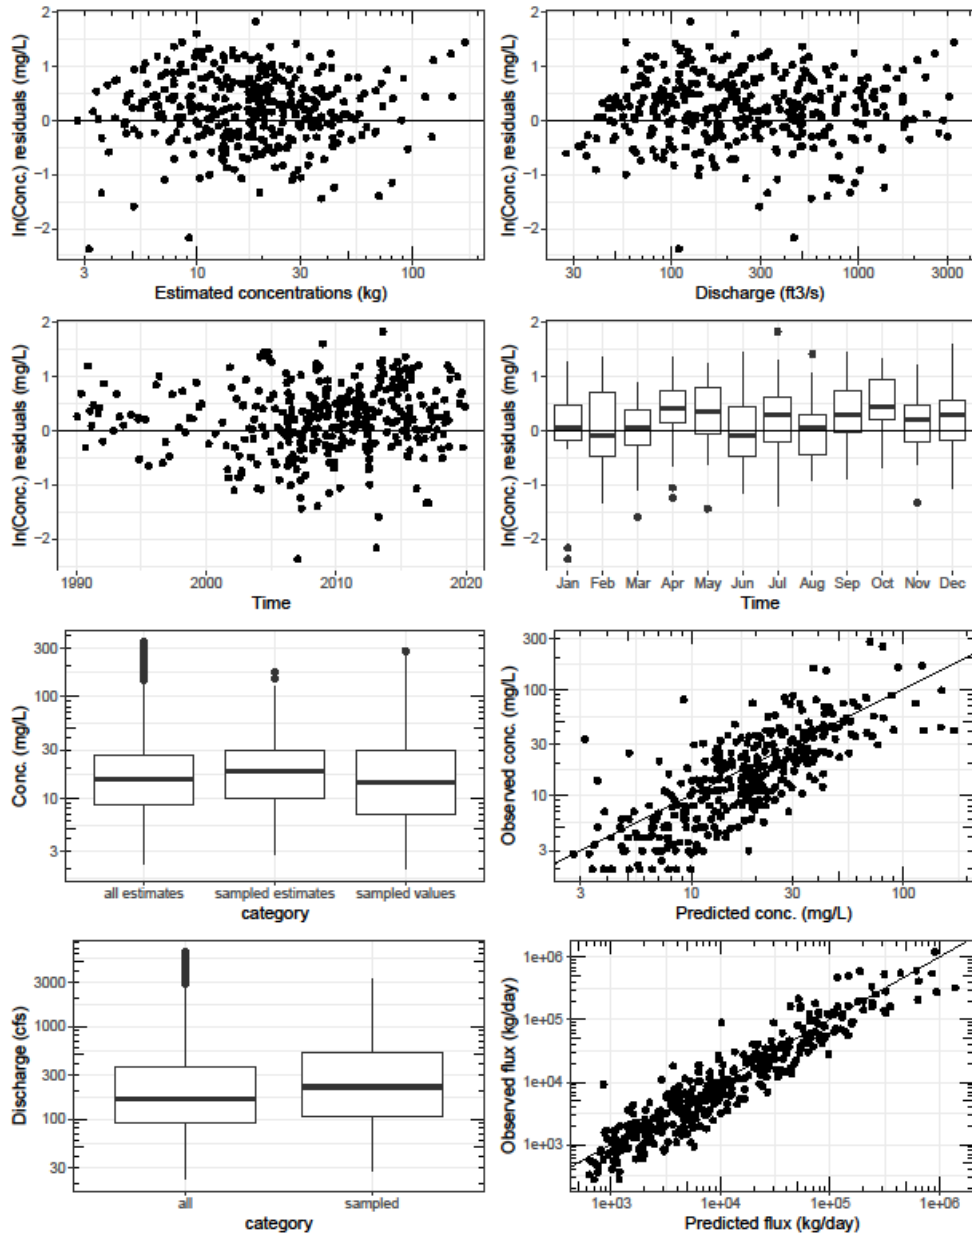 ln(Conc.) residuals (mg/L)
2
1
0
−1
−2
3
10
30
100
Estimated concentrations (kg)
ln(Conc.) residuals (mg/L)
2
1
0
−1
−2
30
100
300
1000
3000
Discharge (ft3/s)
ln(Conc.) residuals (mg/L)
2
1
0
−1
−2
1990
2000
2010
2020
Time
ln(Conc.) residuals (mg/L)
2
1
0
−1
−2
Jan Feb Mar Apr May Jun Jul Aug Sep Oct Nov Dec
Time
Conc. (mg/L)
300
100
30
10
3
all estimates
sampled estimates
sampled values
category
Observed conc. (mg/L)
300
100
30
10
3
3
10
30
100
Predicted conc. (mg/L)
Discharge (cfs)
3000
1000
300
100
30
all
sampled
category
Observed flux (kg/day)
1e+06
1e+05
1e+04
1e+03
1e+03
1e+04
1e+05
1e+06
Predicted flux (kg/day)